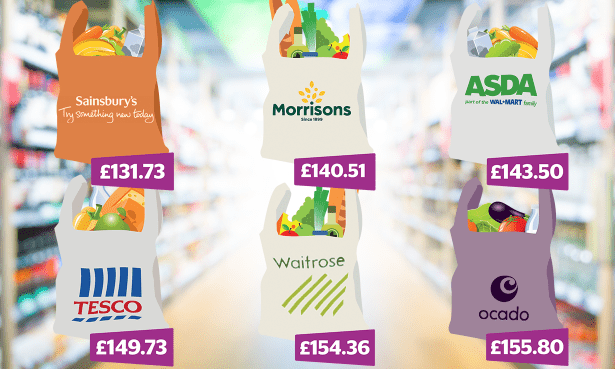 Sainsbury's
Try something new today
£131.73
Morrisons
Since 1899
£140.51
ASDA
part of the WAL-MART family
£143.50
TESCO
£149.73
Waitrose
£154.36
ocado
£155.80